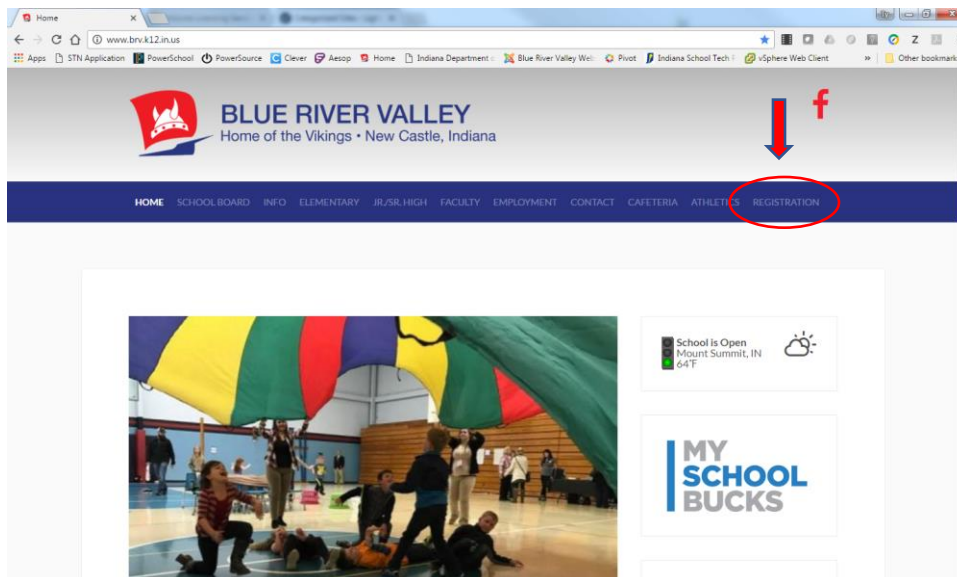 Home
www.brv.k12.in.us
Apps STN Application PowerSchool PowerSource Clever Aesop Home Indiana Department Blue River Valley Web Pivot Indiana School Tech vSphere Web Client » Other bookmark
BLUE RIVER VALLEY
Home of the Vikings • New Castle, Indiana
f
HOME SCHOOL BOARD INFO ELEMENTARY JR./SR. HIGH FACULTY EMPLOYMENT CONTACT CAFETERIA ATHLETICS REGISTRATION
School is Open
Mount Summit, IN
64°F
MY
SCHOOL
BUCKS